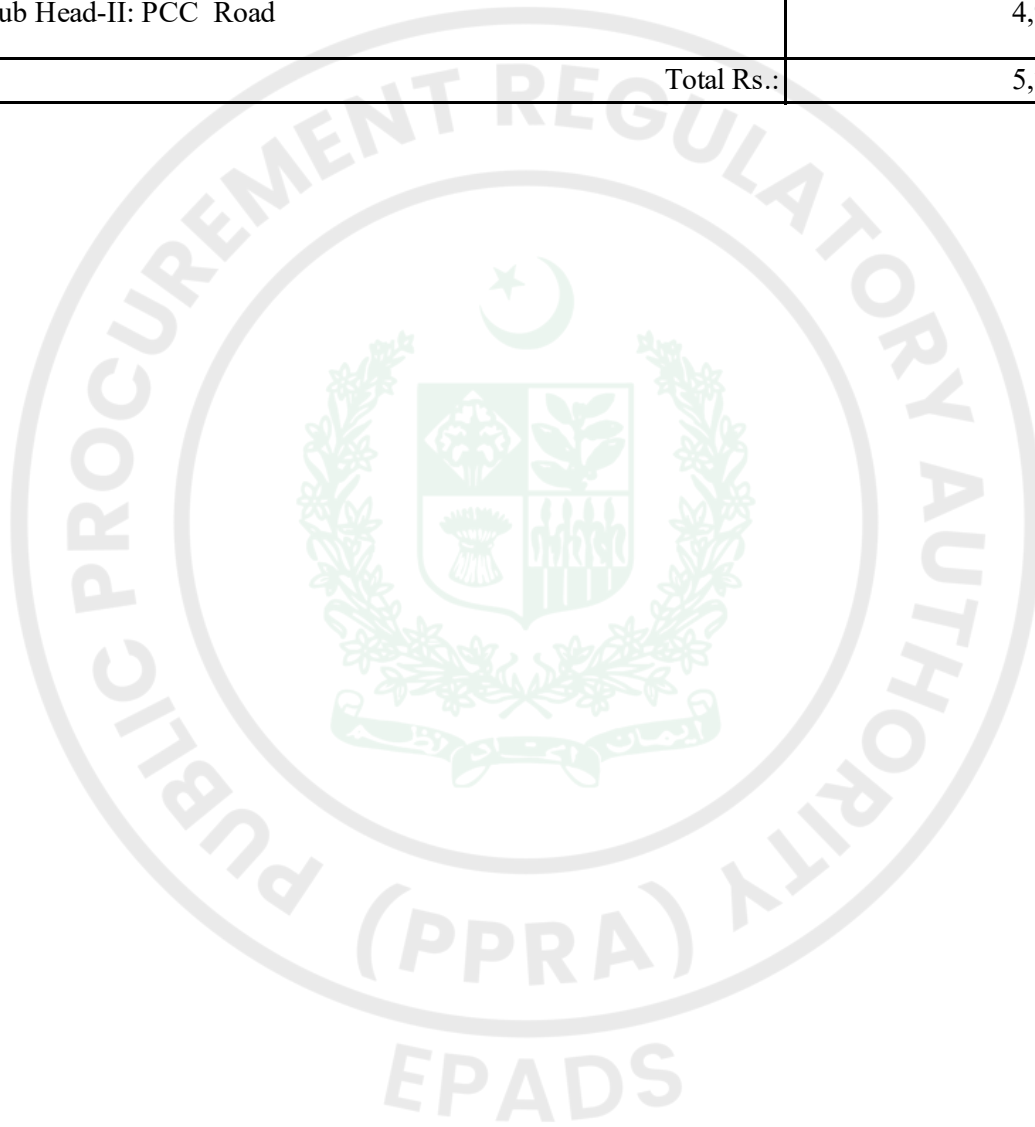 ub Head-II: PCC Road 4,
Total Rs.: 5,
PUBLIC PROCUREMENT REGULATORY AUTHORITY
(PPRA)
EPADS